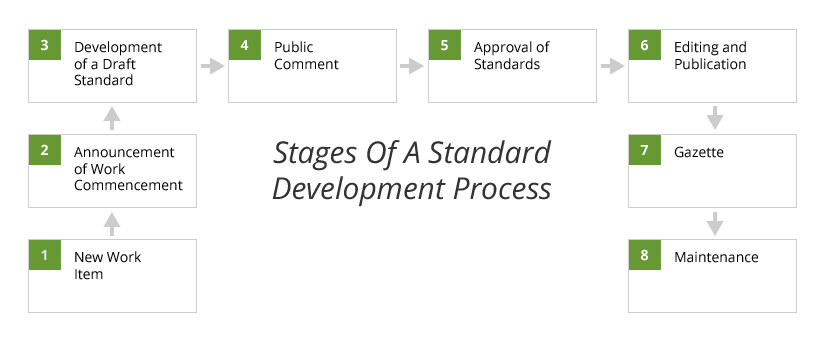 3
Development
of a Draft
Standard
4
Public
Comment
5
Approval of
Standards
6
Editing and
Publication
2
Announcement
of Work
Commencement
Stages Of A Standard
Development Process
7
Gazette
1
New Work
Item
8
Maintenance